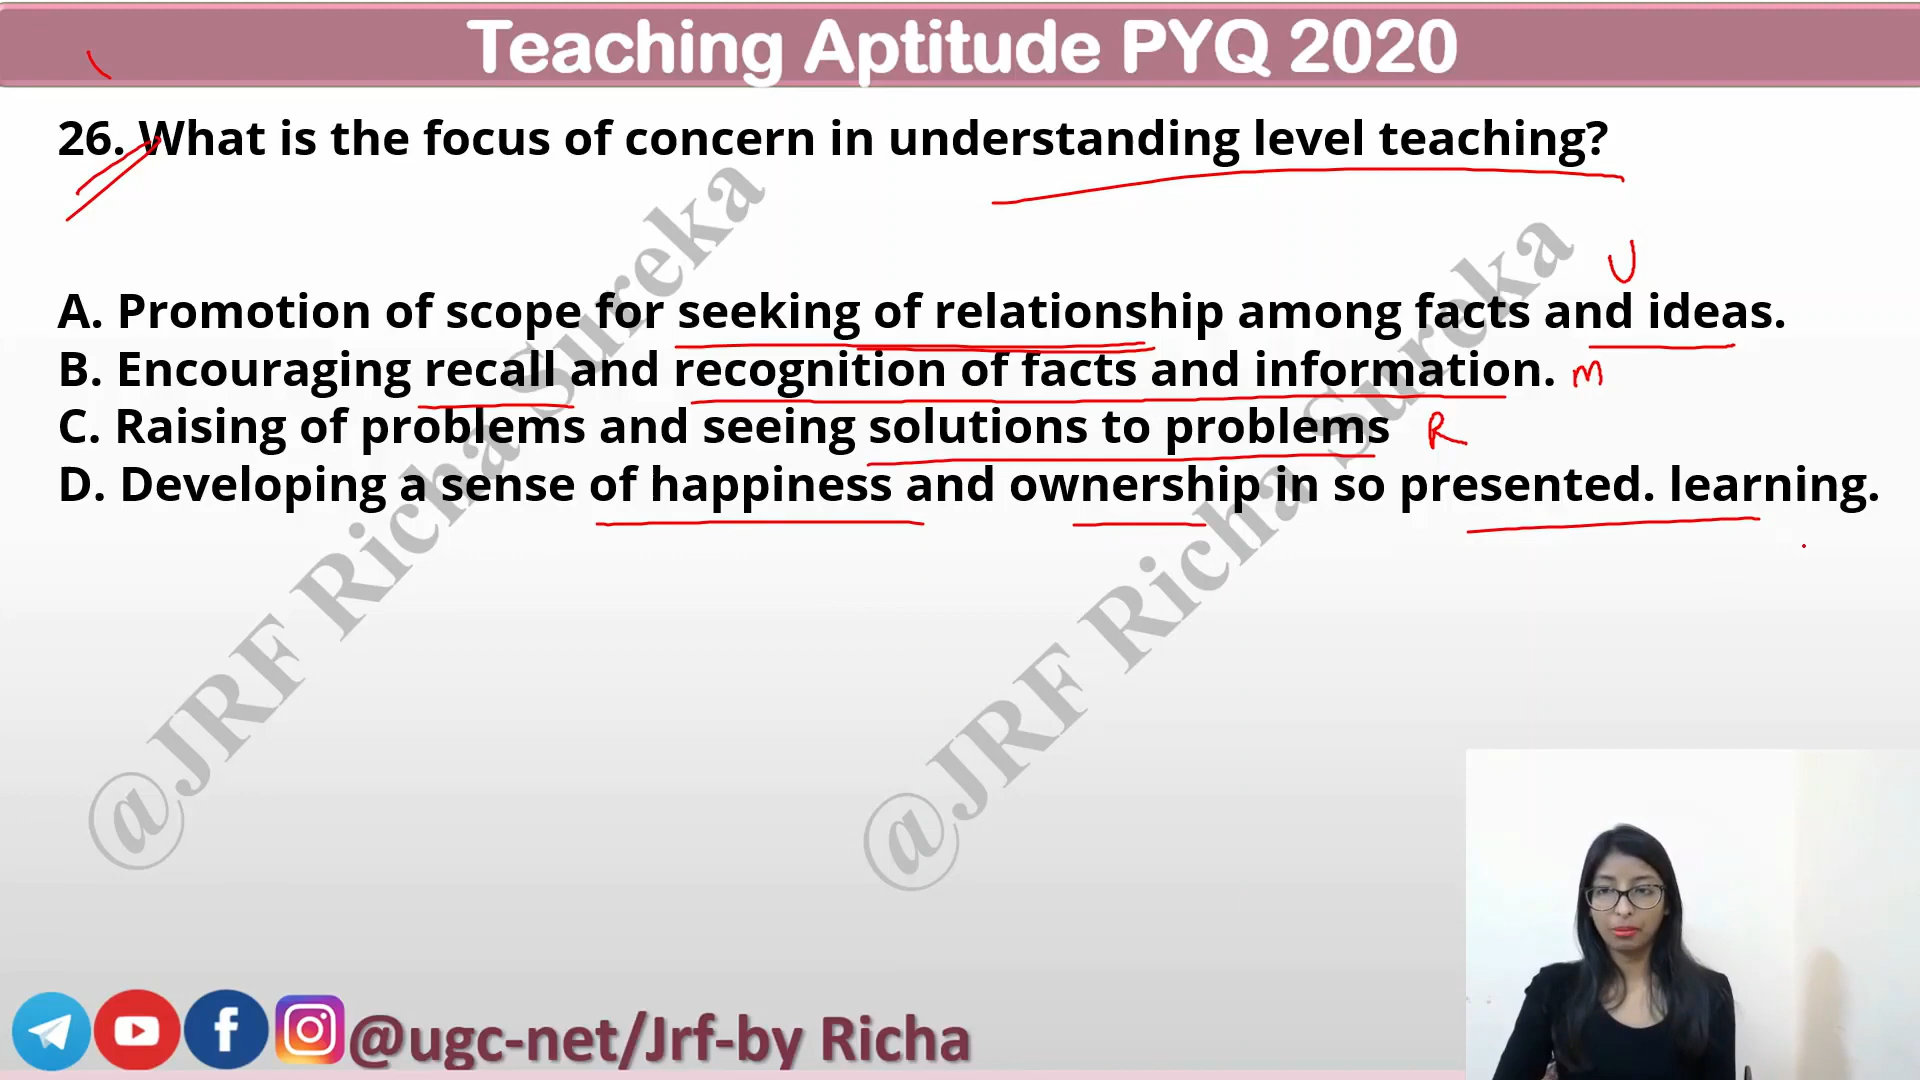 Teaching Aptitude PYQ 2020
26. What is the focus of concern in understanding level teaching?
U
A. Promotion of scope for seeking of relationship among facts and ideas.
B. Encouraging recall and recognition of facts and information. M
C. Raising of problems and seeing solutions to problems R
D. Developing a sense of happiness and ownership in so presented. learning.
@JRF Richa Sureka
@JRF Richa Sureka
@ugc-net/Jrf-by Richa